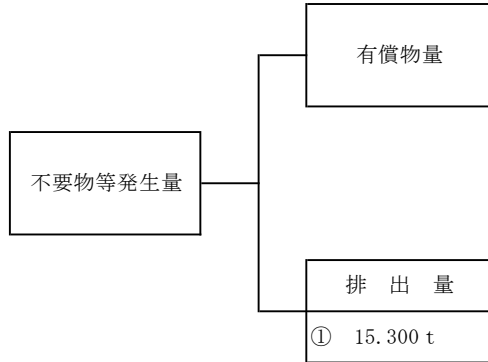 有償物量
不要物等発生量
排 出 量
① 15.300 t